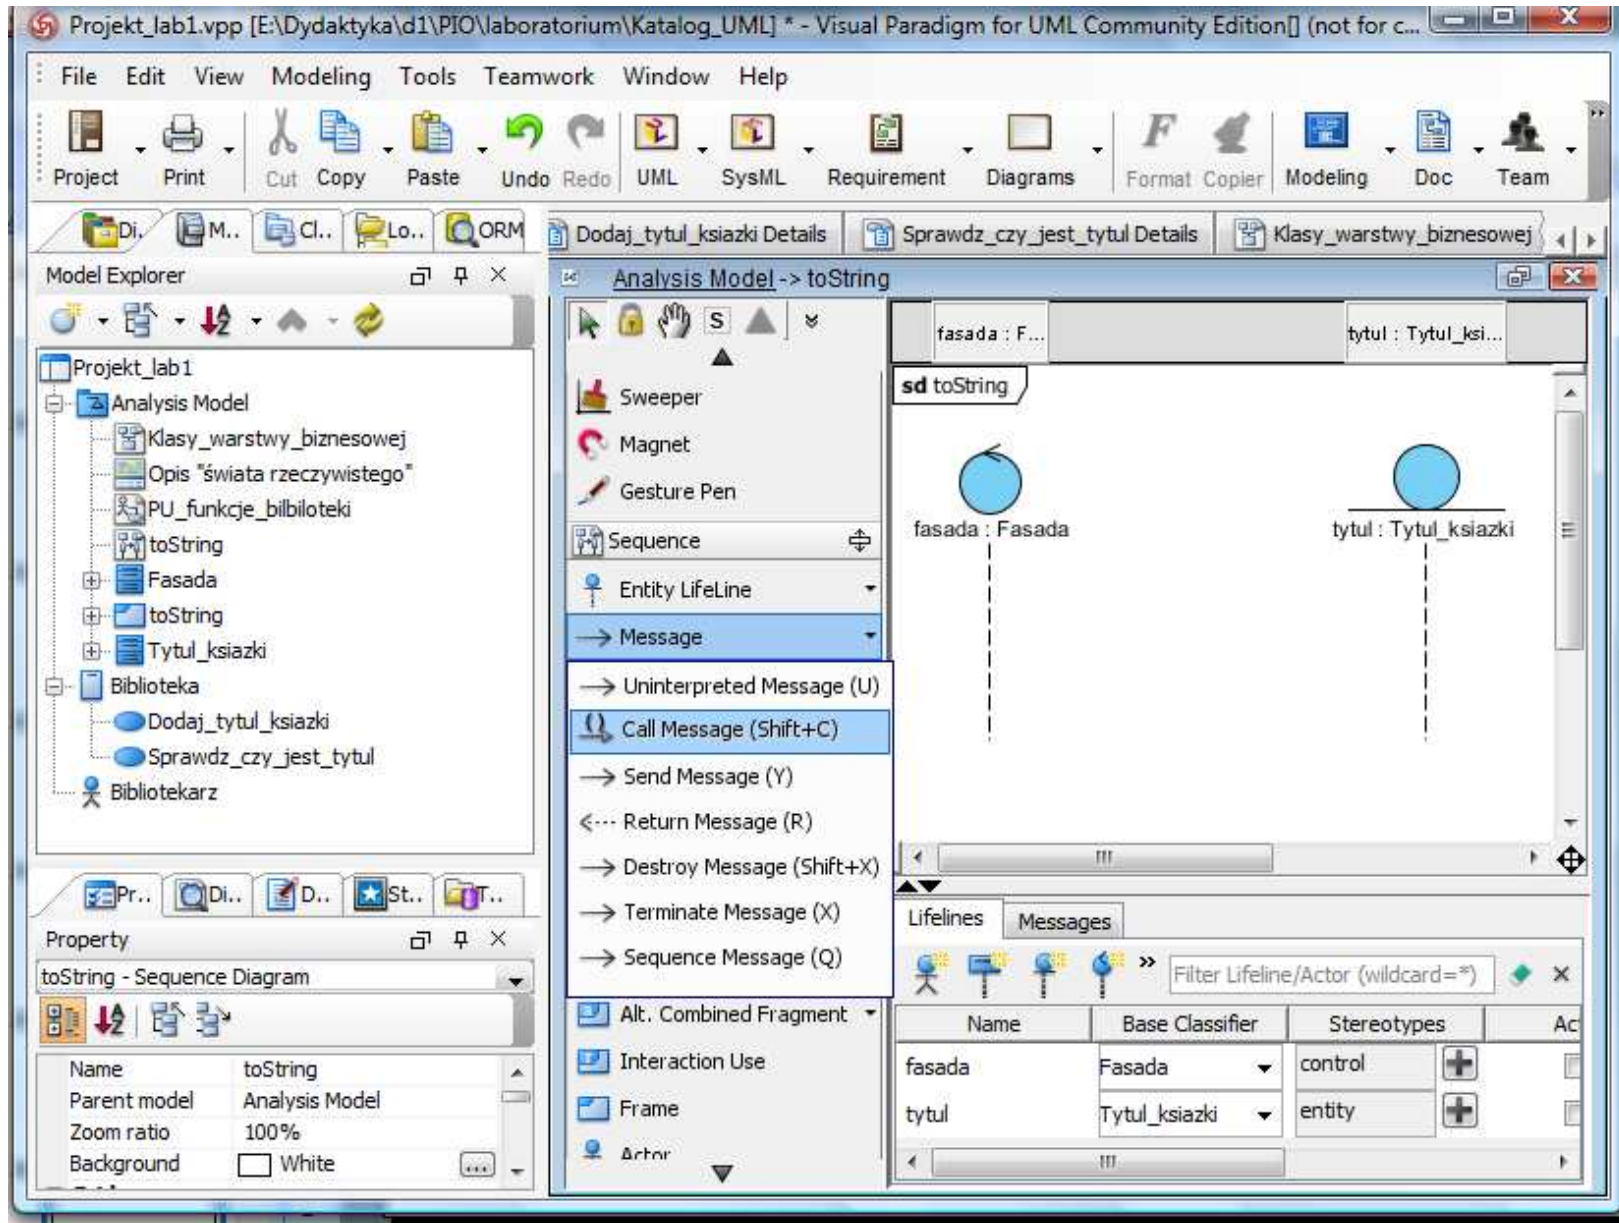 Projekt_lab1.vpp [E:\Dydaktyka\d1\PIO\laboratorium\Katalog_UML] * - Visual Paradigm for UML Community Edition[] (not for c...
File Edit View Modeling Tools Teamwork Window Help
Project Print Cut Copy Paste Undo Redo UML SysML Requirement Diagrams Format Copier Modeling Doc Team
Di. M.. Cl.. Lo.. ORM
Dodaj_tytul_ksiazki Details Sprawdz_czy_jest_tytul Details Klasy_warstwy_biznesowej
Model Explorer
Projekt_lab1
Analysis Model
Klasy_warstwy_biznesowej
Opis "świata rzeczywistego"
PU_funkcje_bilbiloteki
toString
Fasada
toString
Tytul_ksiazki
Biblioteka
Dodaj_tytul_ksiazki
Sprawdz_czy_jest_tytul
Bibliotekarz
Pr.. Di.. D.. St.. T..
Property
toString - Sequence Diagram
Name toString
Parent model Analysis Model
Zoom ratio 100%
Background White ...
Analysis Model -> toString
S
Sweeper
Magnet
Gesture Pen
Sequence
Entity LifeLine
Message
Uninterpreted Message (U)
Call Message (Shift+C)
Send Message (Y)
Return Message (R)
Destroy Message (Shift+X)
Terminate Message (X)
Sequence Message (Q)
Alt. Combined Fragment
Interaction Use
Frame
Actor
fasada : F... tytul : Tytul_ksi...
sd toString
fasada : Fasada tytul : Tytul_ksiazki
Lifelines Messages
Filter Lifeline/Actor (wildcard=*)
Name Base Classifier Stereotypes Ac
fasada Fasada control
tytul Tytul_ksiazki entity